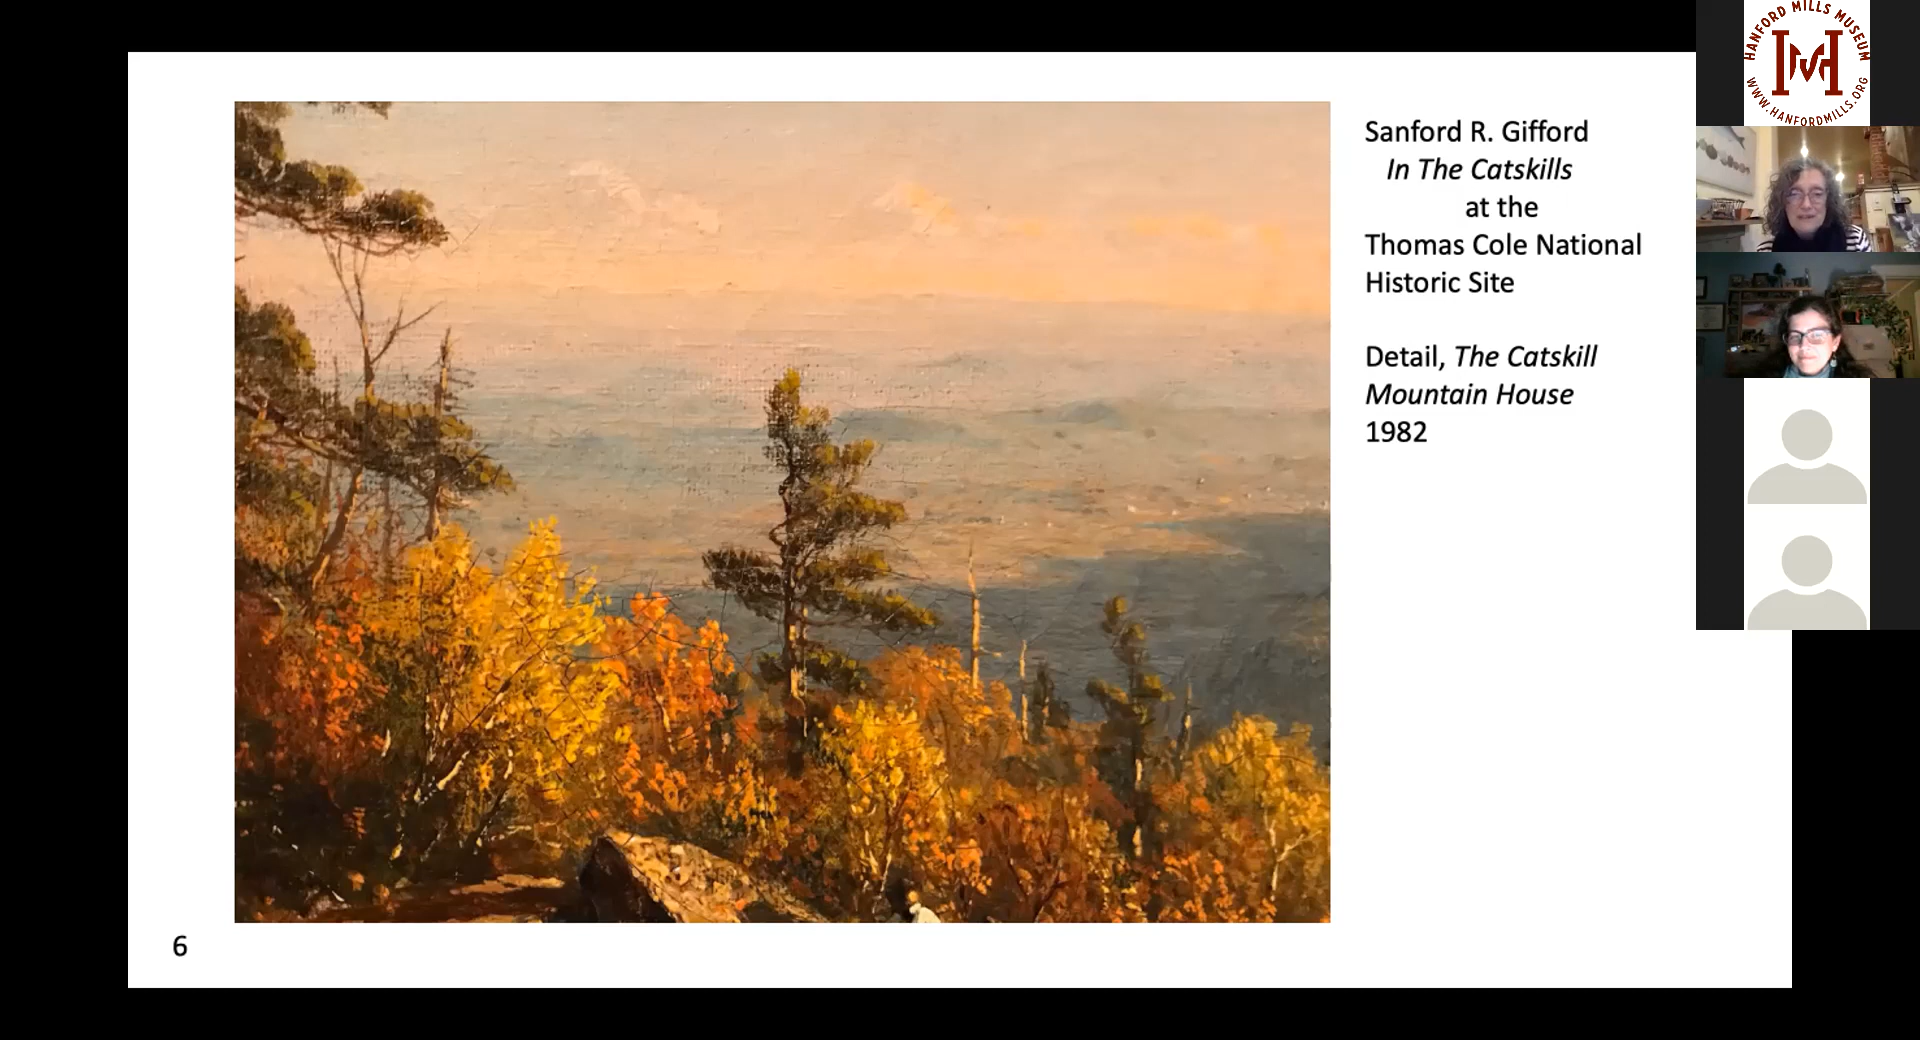 Sanford R. Gifford
In The Catskills
at the
Thomas Cole National
Historic Site
Detail, The Catskill
Mountain House
1982
6
HANFORD MILLS MUSEUM
HM
WWW.HANFORDMILLS.ORG